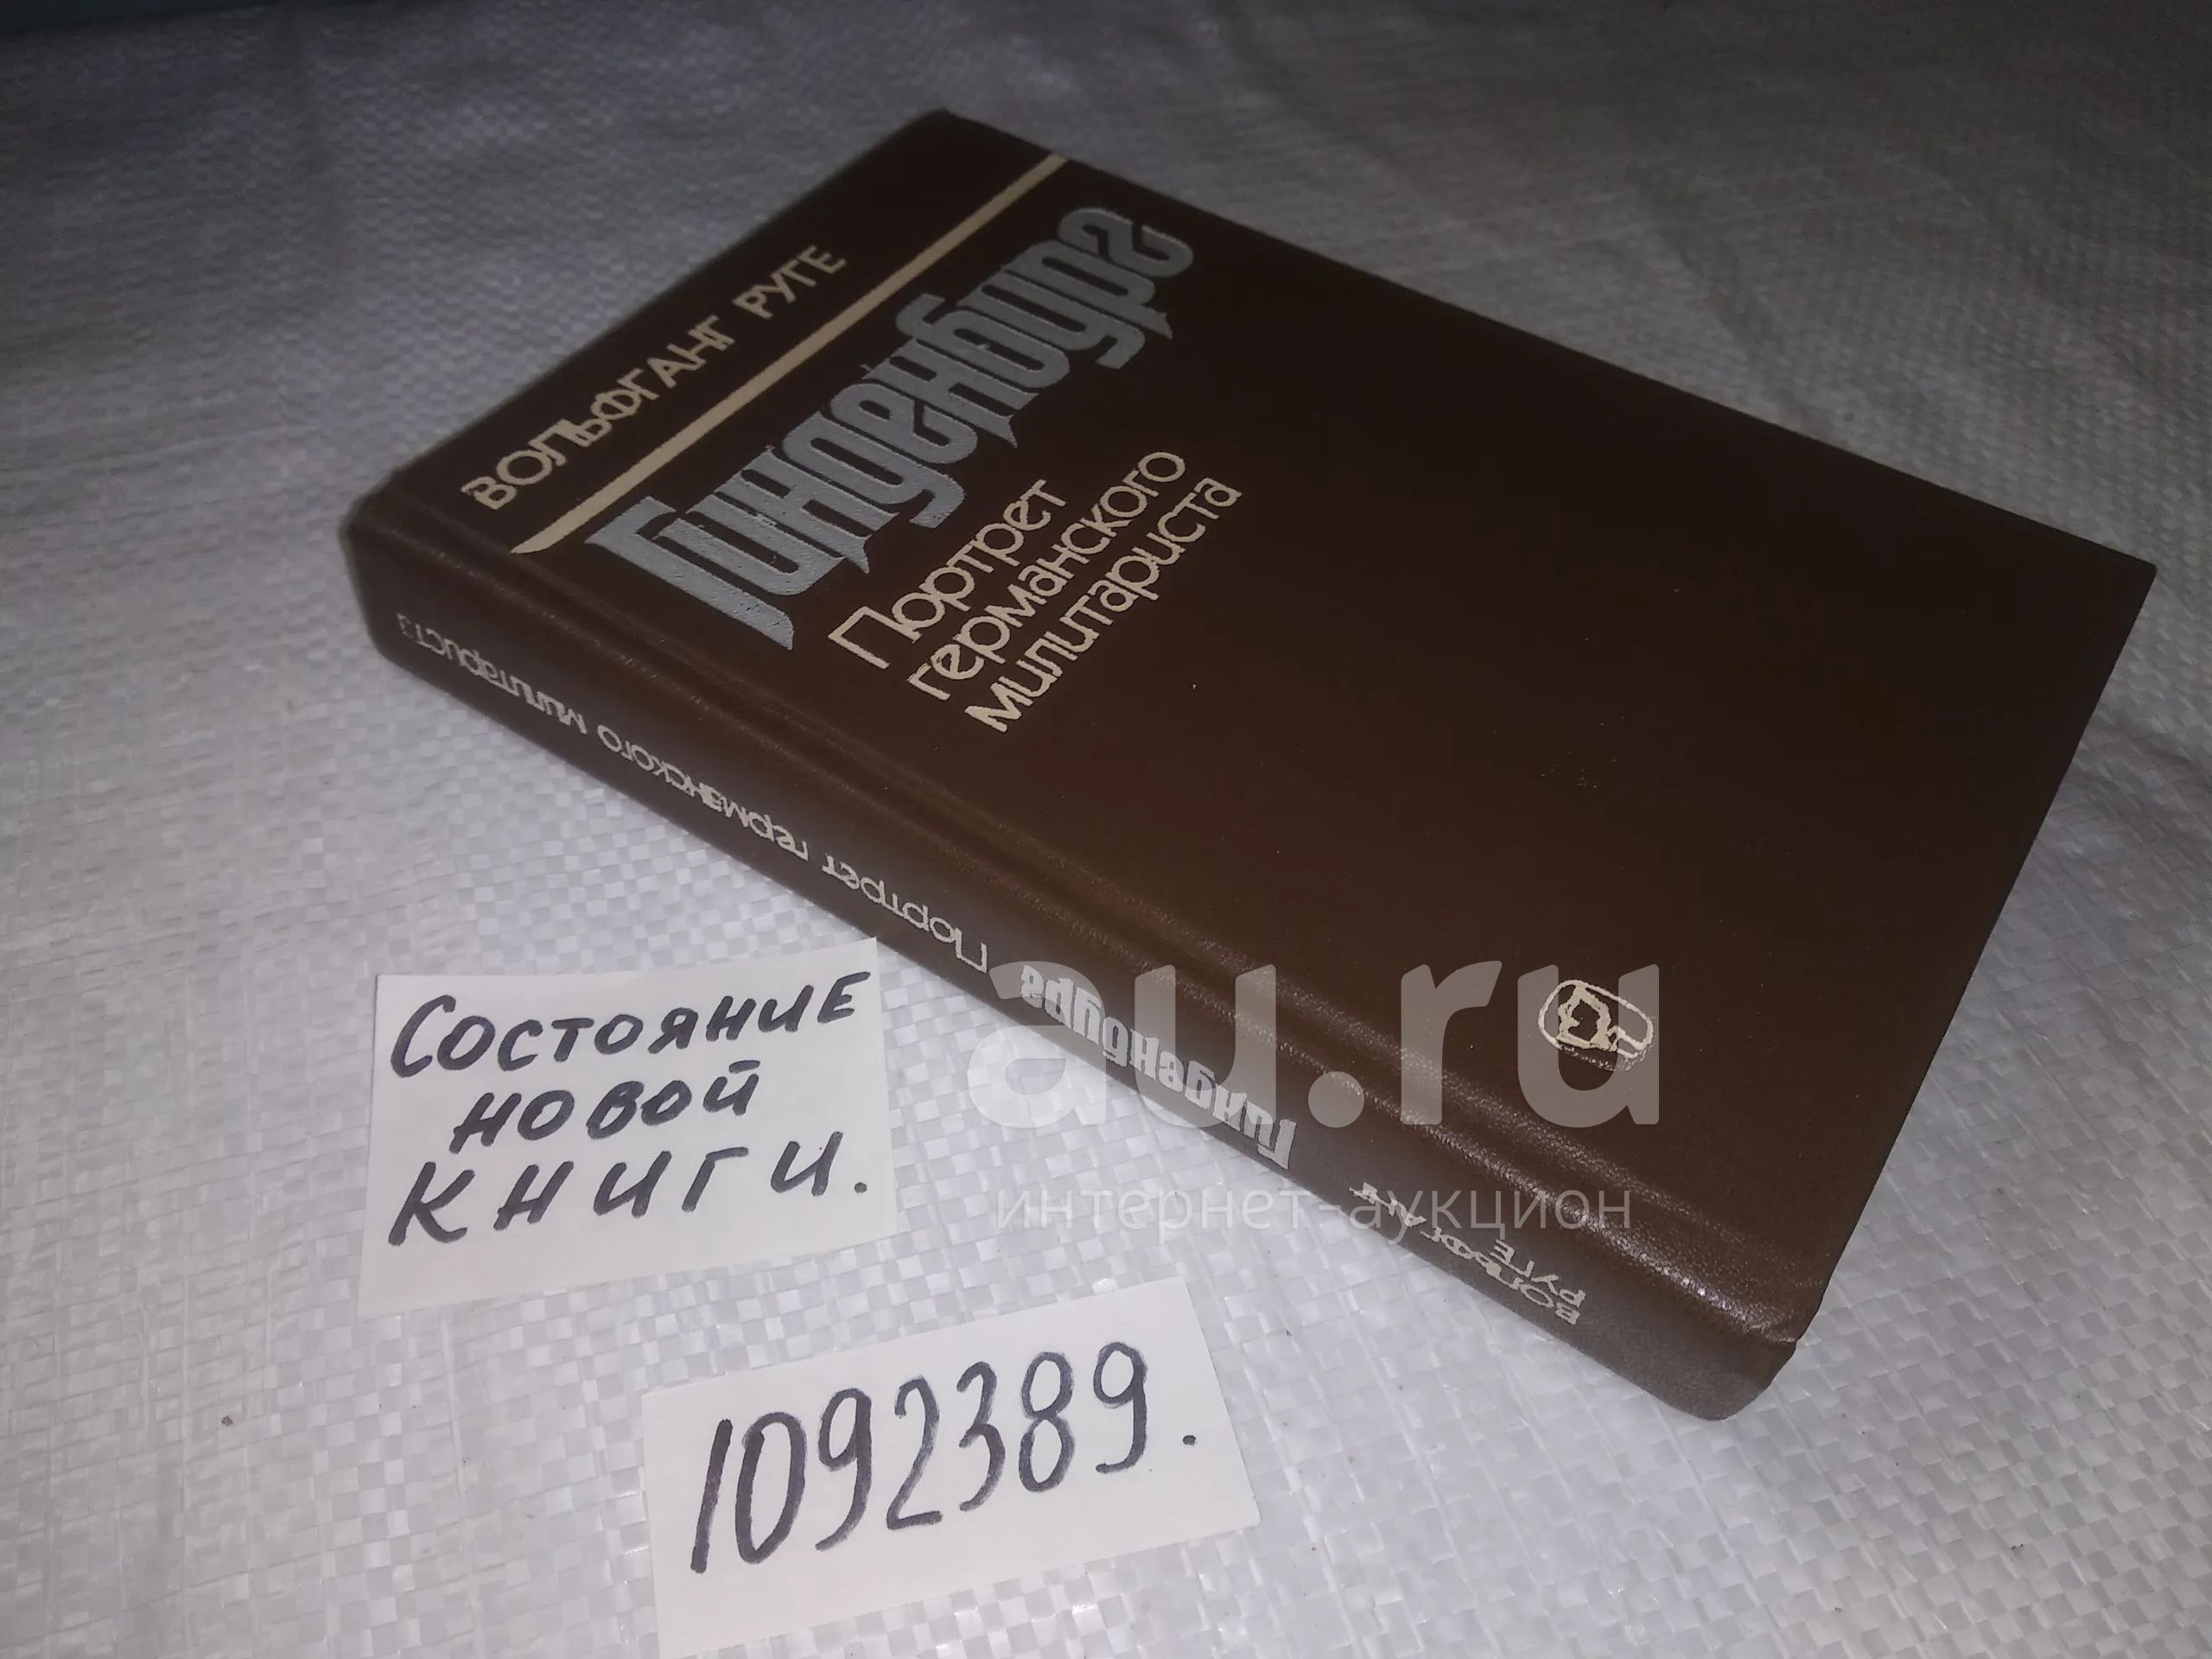 ВОЛЬФГАНГ РУГЕ
Гинденбург
Портрет
германского
милитариста
ВОЛЬФГАНГ
РУГЕ
Гинденбург Портрет германского милитариста
Состояние
новой
книги.
1092389.
au.ru
интернет-аукцион